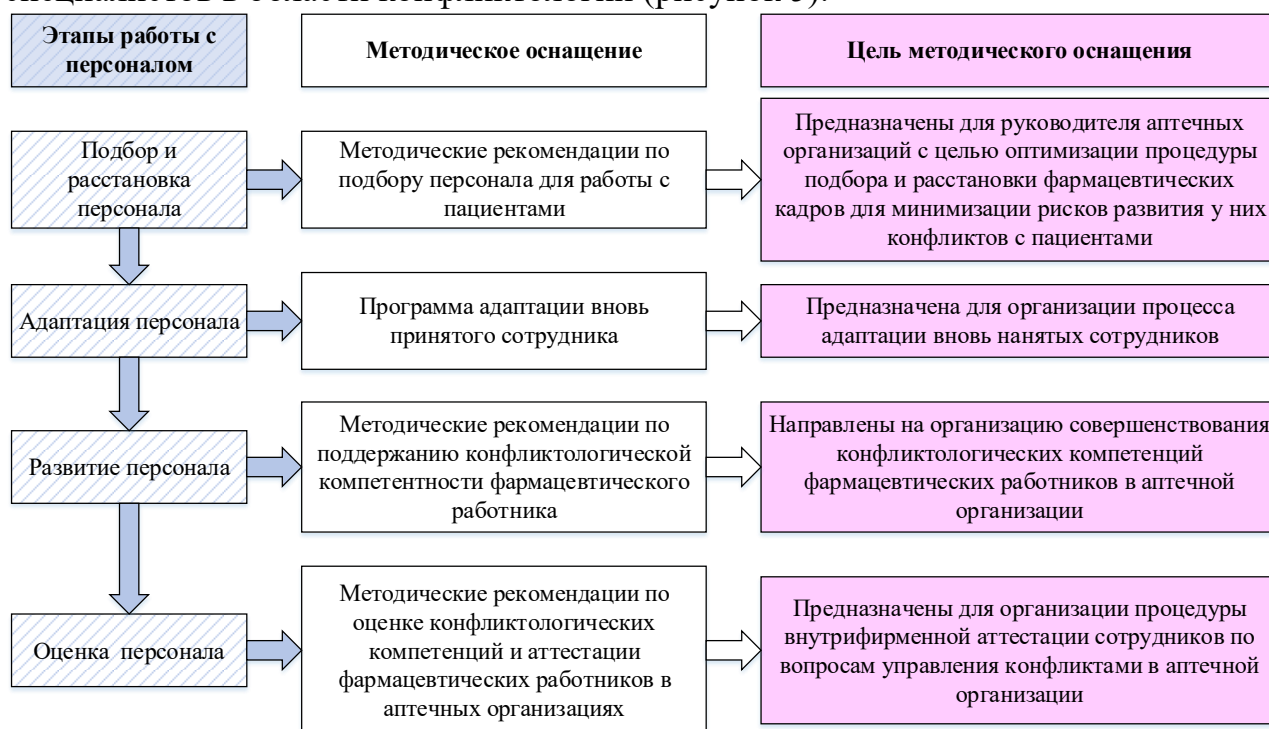 специалистов в области конфликтологии (рисунок 5).
Этапы работы с
персоналом
Методическое оснащение
Цель методического оснащения
Подбор и
расстановка
персонала
Методические рекомендации по
подбору персонала для работы с
пациентами
Предназначены для руководителя аптечных
организаций с целью оптимизации процедуры
подбора и расстановки фармацевтических
кадров для минимизации рисков развития у них
конфликтов с пациентами
Адаптация персонала
Программа адаптации вновь
принятого сотрудника
Предназначена для организации процесса
адаптации вновь нанятых сотрудников
Развитие персонала
Методические рекомендации по
поддержанию конфликтологической
компетентности фармацевтического
работника
Направлены на организацию совершенствования
конфликтологических компетенций
фармацевтических работников в аптечной
организации
Оценка персонала
Методические рекомендации по
оценке конфликтологических
компетенций и аттестации
фармацевтических работников в
аптечных организациях
Предназначены для организации процедуры
внутрифирменной аттестации сотрудников по
вопросам управления конфликтами в аптечной
организации